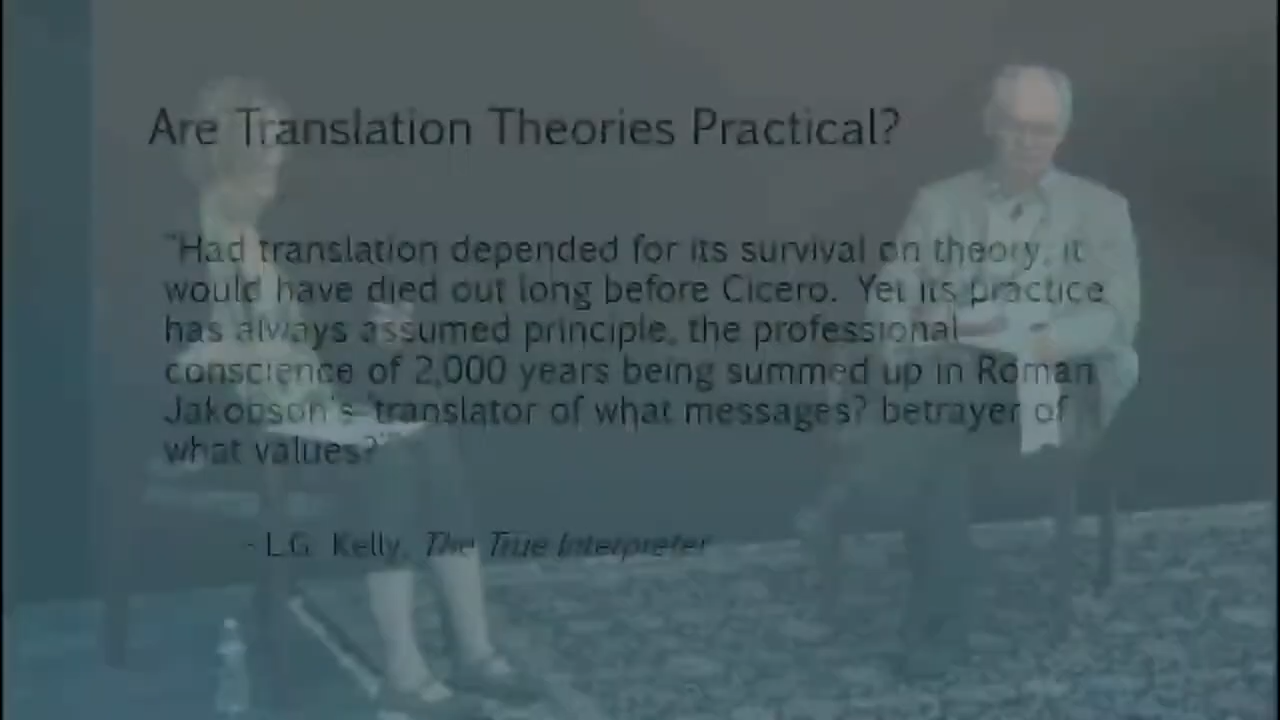 Are Translation Theories Practical?
"Had translation depended for its survival on theory, it
would have died out long before Cicero. Yet its practice
has always assumed principle, the professional
conscience of 2,000 years being summed up in Roman
Jakobson's 'translator of what messages? betrayer of
what values?'
- L.G. Kelly, The True Interpreter